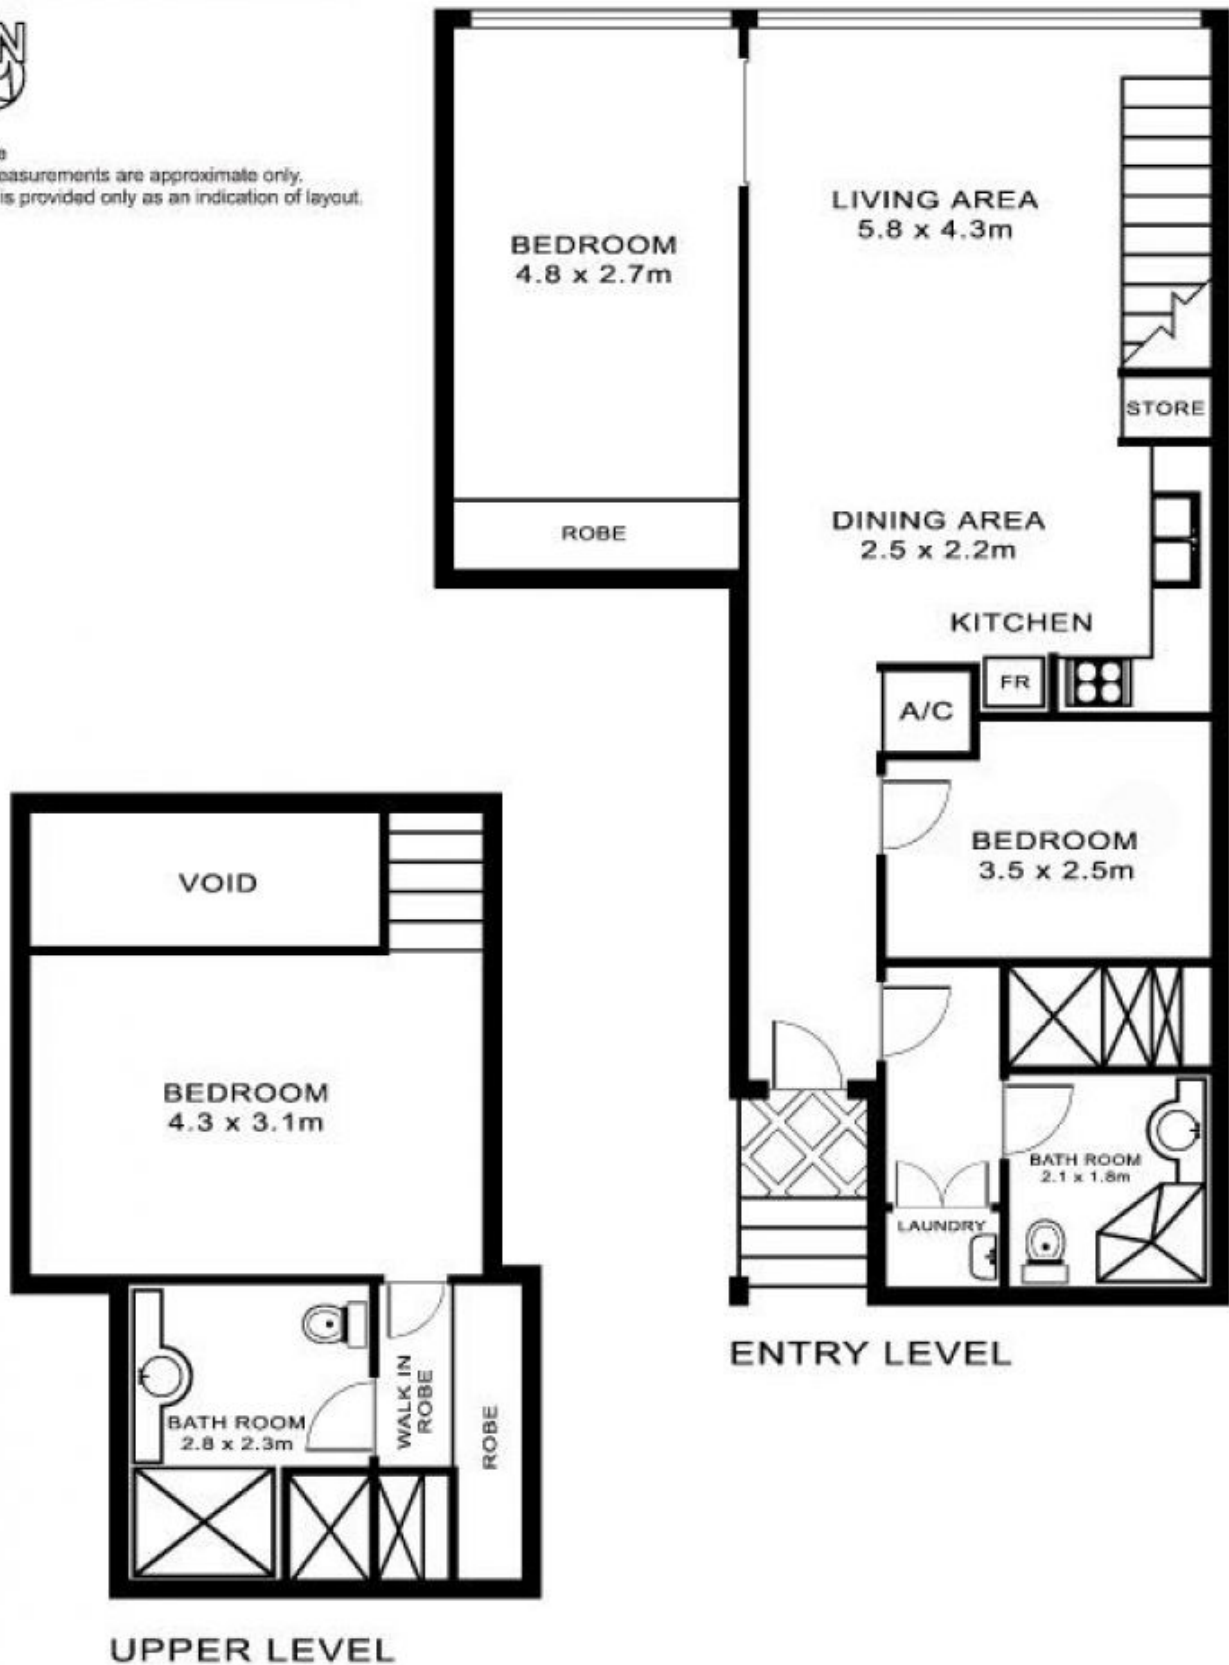 easurements are approximate only.
is provided only as an indication of layout.
LIVING AREA
5.8 x 4.3m
BEDROOM
4.8 x 2.7m
STORE
ROBE
DINING AREA
2.5 x 2.2m
KITCHEN
FR
A/C
BEDROOM
3.5 x 2.5m
BATH ROOM
2.1 x 1.8m
LAUNDRY
ENTRY LEVEL
VOID
BEDROOM
4.3 x 3.1m
WALK IN
ROBE
ROBE
BATH ROOM
2.8 x 2.3m
UPPER LEVEL